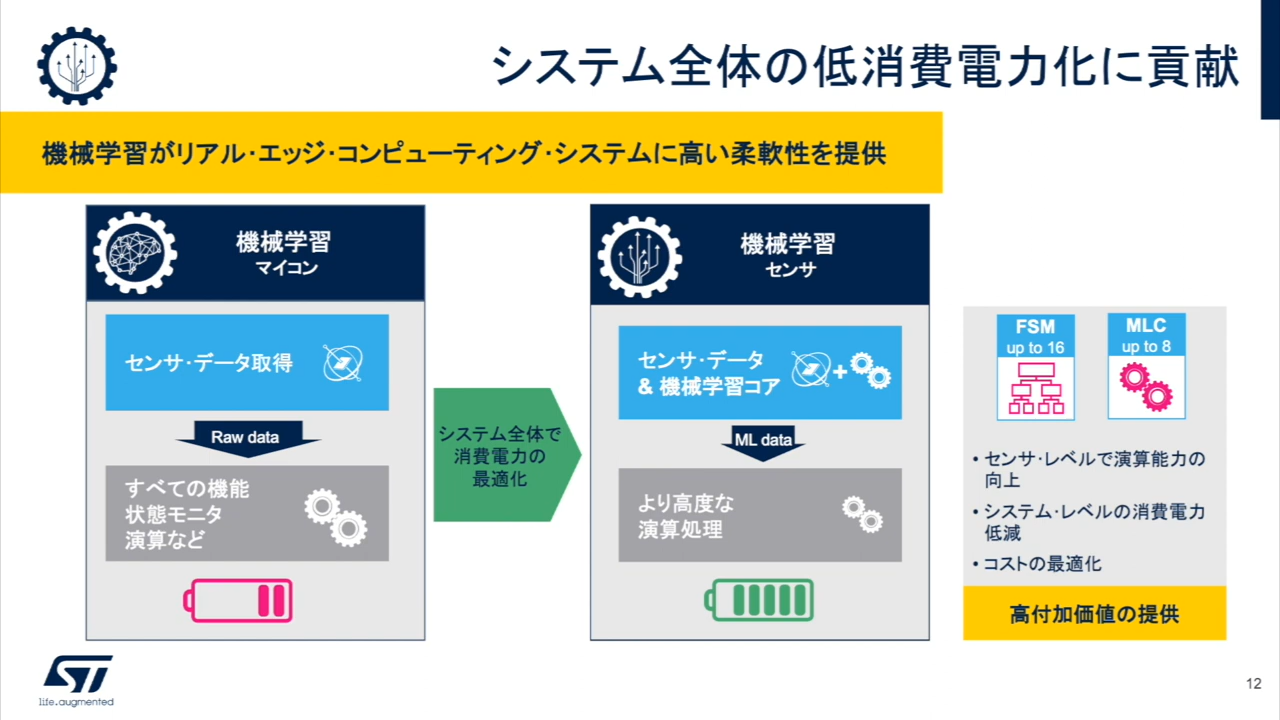 システム全体の低消費電力化に貢献
機械学習がリアル・エッジ・コンピューティング・システムに高い柔軟性を提供
機械学習
マイコン
センサ・データ取得
Raw data
すべての機能
状態モニタ
演算など
システム全体で
消費電力の
最適化
機械学習
センサ
センサ・データ
& 機械学習コア
+
ML data
より高度な
演算処理
FSM
up to 16
MLC
up to 8
• センサ・レベルで演算能力の
向上
• システム・レベルの消費電力
低減
• コストの最適化
高付加価値の提供
ST
life.augmented
12